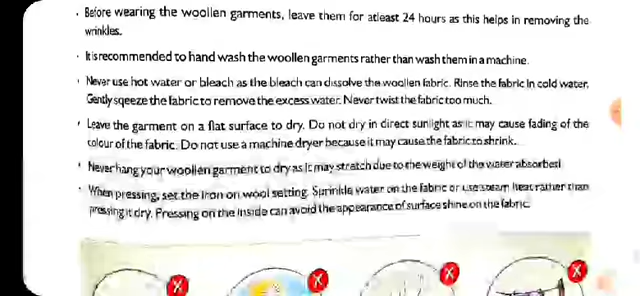 · Before wearing the woollen garments, leave them for atleast 24 hours as this helps in removing the
wrinkles.
· It is recommended to hand wash the woollen garments rather than wash them in a machine.
· Never use hot water or bleach as the bleach can dissolve the woollen fabric. Rinse the fabric in cold water.
Gently sqeeze the fabric to remove the excess water. Never twist the fabric too much.
· Leave the garment on a flat surface to dry. Do not dry in direct sunlight as it may cause fading of the
colour of the fabric. Do not use a machine dryer because it may cause the fabric to shrink.
· Never hang your woollen garment to dry as it may stretch due to the weight of the water absorbed.
· When pressing, set the iron on wool setting. Sprinkle water on the fabric or use steam heat rather than
pressing it dry. Pressing on the inside can avoid the appearance of surface shine on the fabric.
X X X X